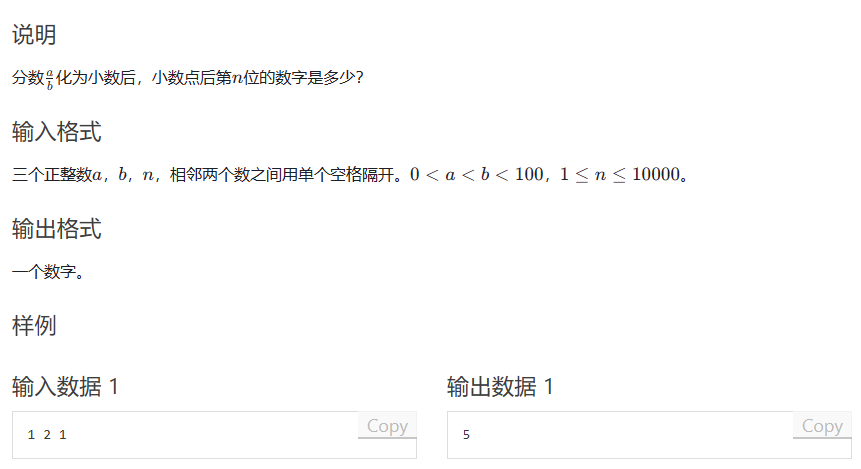 说明
分数a/b化为小数后，小数点后第n位的数字是多少？
输入格式
三个正整数a，b，n，相邻两个数之间用单个空格隔开。0 < a < b < 100，1 ≤ n ≤ 10000。
输出格式
一个数字。
样例
输入数据 1
Copy
1 2 1
输出数据 1
Copy
5